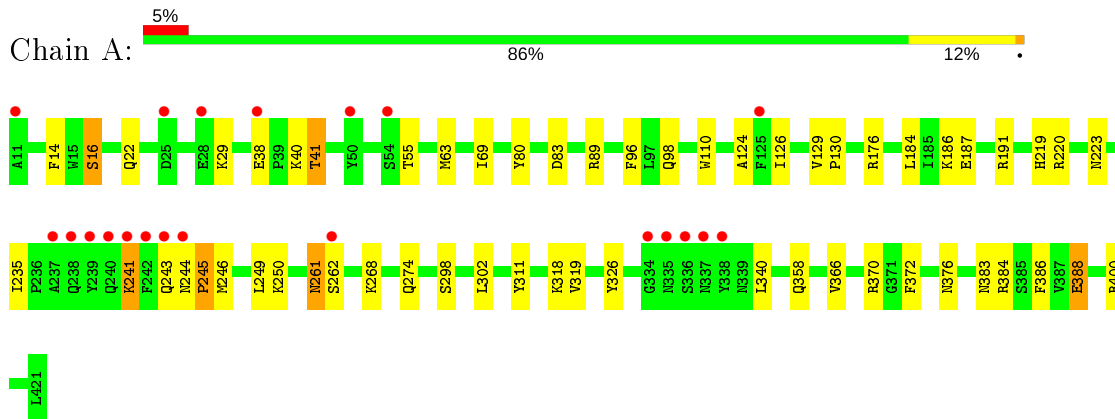 5%
Chain A:
86%
12%
•
A11 F14 W15 S16 Q22 D25 E28 K29 E38 P39 K40 T41 Y50 S54 T55 M63 I69 Y80 D83 R89 F96 L97 Q98 W110 A124 F125 I126 V129 P130 R176 L184 I185 K186 E187 R191 H219 R220 N223
I235 P236 A237 Q238 Y239 Q240 K241 F242 Q243 N244 P245 M246 L249 K250 N261 S262 K268 Q274 S298 L302 Y311 K318 V319 Y326 G334 N335 S336 N337 Y338 N339 L340 Q358 V366 R370 G371 F372 N376 N383 R384 S385 F386 V387 E388
L421